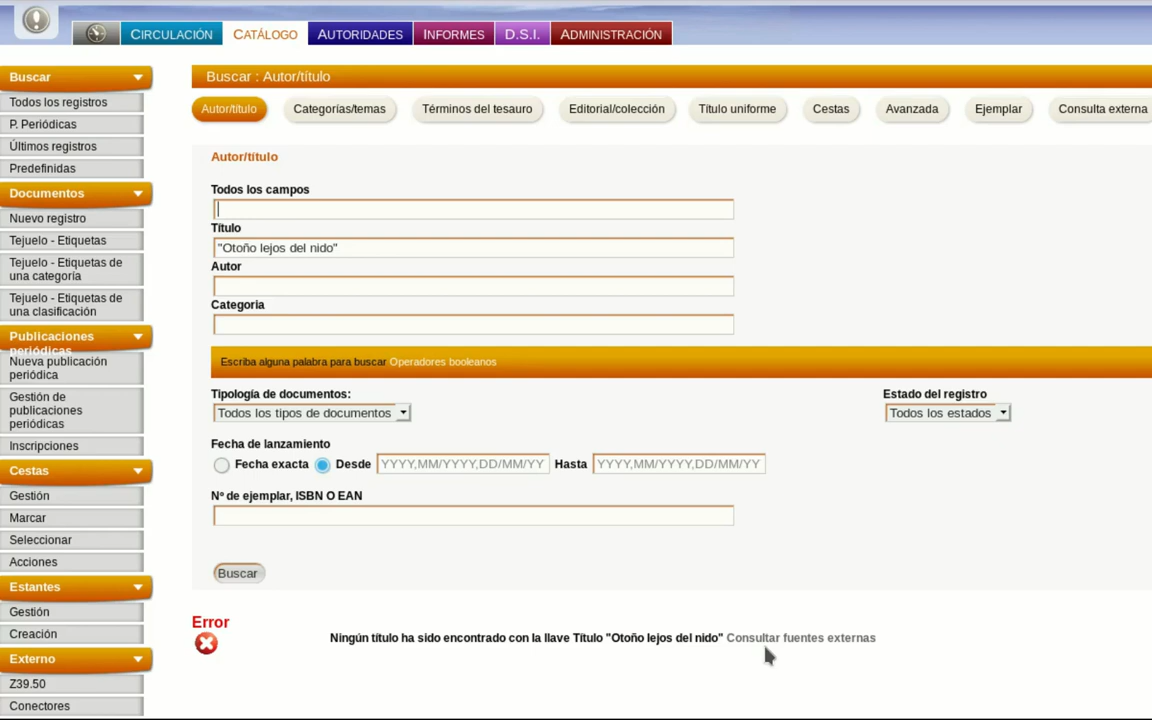 CIRCULACIÓN
CATÁLOGO
AUTORIDADES
INFORMES
D.S.I.
ADMINISTRACIÓN
Buscar
Todos los registros
P. Periódicas
Últimos registros
Predefinidas
Documentos
Nuevo registro
Tejuelo - Etiquetas
Tejuelo - Etiquetas de
una categoría
Tejuelo - Etiquetas de
una clasificación
Publicaciones
periódicas
Nueva publicación
periódica
Gestión de
publicaciones
periódicas
Inscripciones
Cestas
Gestión
Marcar
Seleccionar
Acciones
Estantes
Gestión
Creación
Externo
Z39.50
Conectores
Buscar : Autor/título
Autor/título
Categorías/temas
Términos del tesauro
Editorial/colección
Título uniforme
Cestas
Avanzada
Ejemplar
Consulta externa
Autor/título
Todos los campos
Título
"Otoño lejos del nido"
Autor
Categoria
Escriba alguna palabra para buscar Operadores booleanos
Tipología de documentos:
Todos los tipos de documentos
Estado del registro
Todos los estados
Fecha de lanzamiento
Fecha exacta Desde YYYY,MM/YYYY,DD/MM/YY Hasta YYYY,MM/YYYY,DD/MM/YY
Nº de ejemplar, ISBN O EAN
Buscar
Error
Ningún título ha sido encontrado con la llave Título "Otoño lejos del nido" Consultar fuentes externas